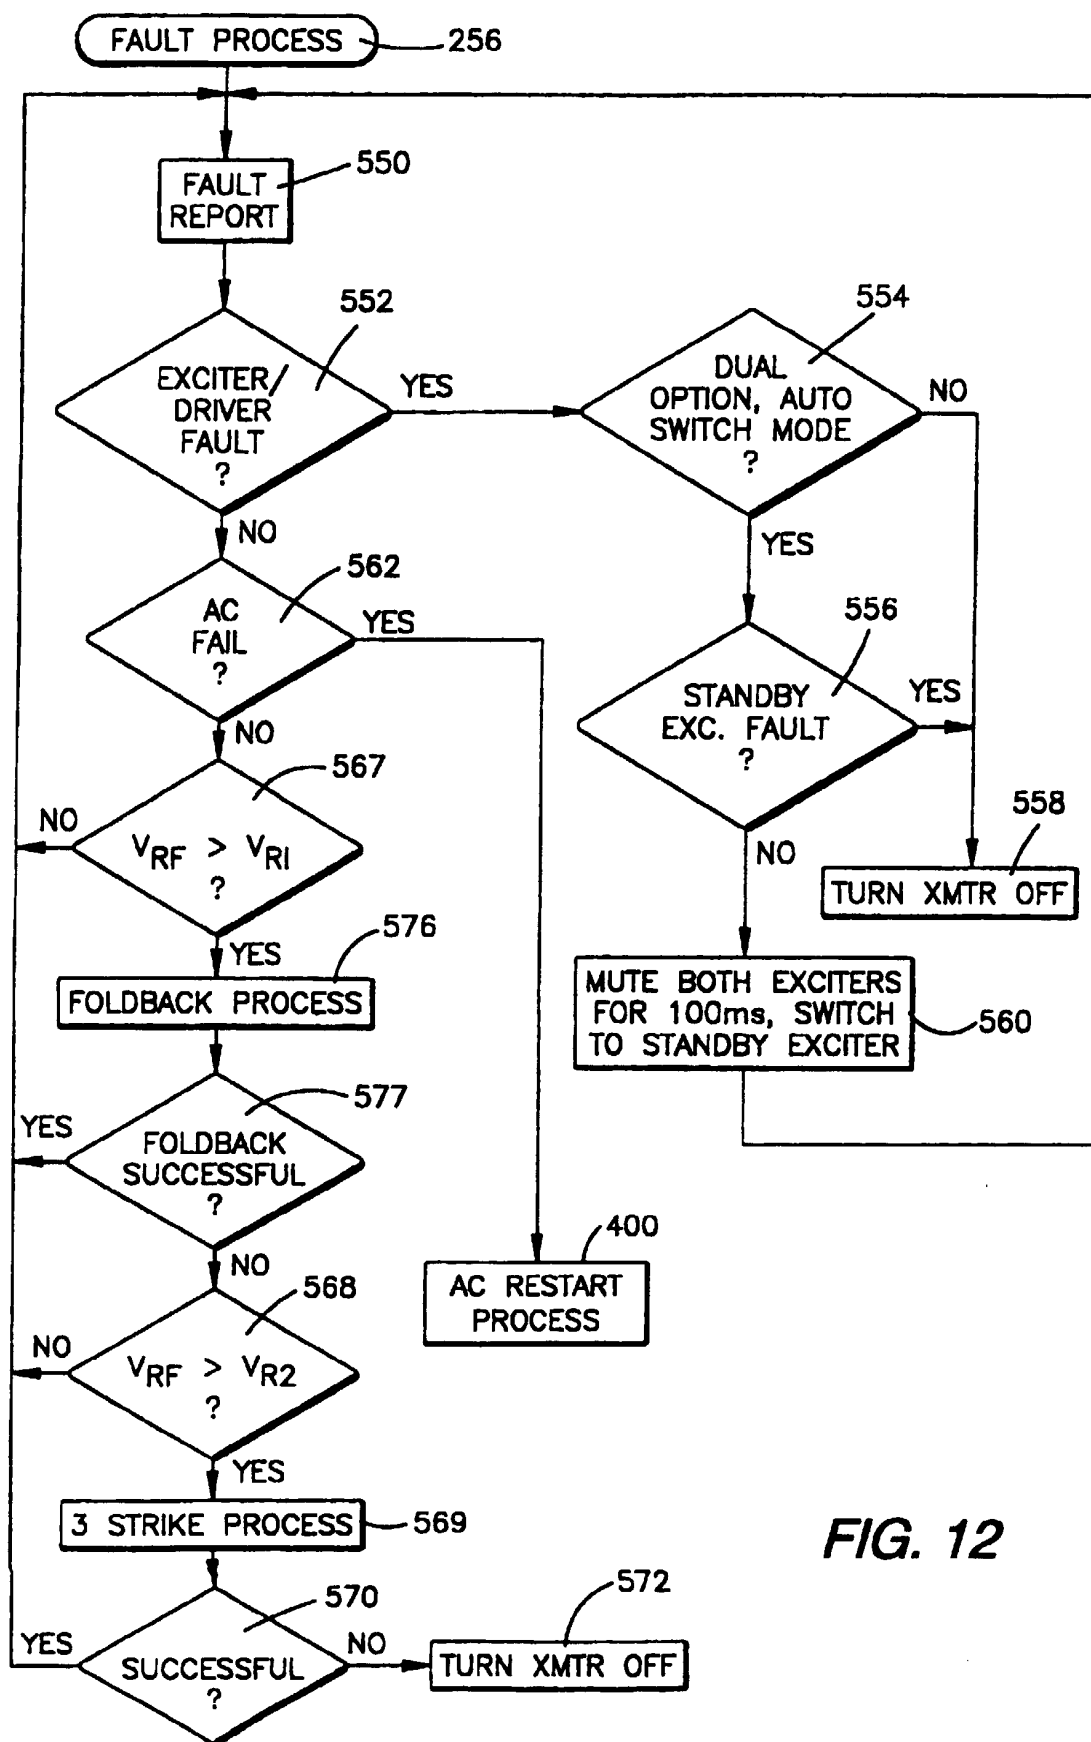 FAULT PROCESS
256
FAULT
REPORT
550
EXCITER/
DRIVER
FAULT
?
552
YES
NO
DUAL
OPTION, AUTO
SWITCH MODE
?
554
NO
YES
AC
FAIL
?
562
YES
NO
STANDBY
EXC. FAULT
?
556
YES
NO
558
TURN XMTR OFF
VRF > VR1
?
567
NO
YES
FOLDBACK PROCESS
576
MUTE BOTH EXCITERS
FOR 100ms, SWITCH
TO STANDBY EXCITER
560
FOLDBACK
SUCCESSFUL
?
577
YES
NO
400
AC RESTART
PROCESS
VRF > VR2
?
568
NO
YES
3 STRIKE PROCESS
569
SUCCESSFUL
?
570
YES
NO
572
TURN XMTR OFF
FIG. 12